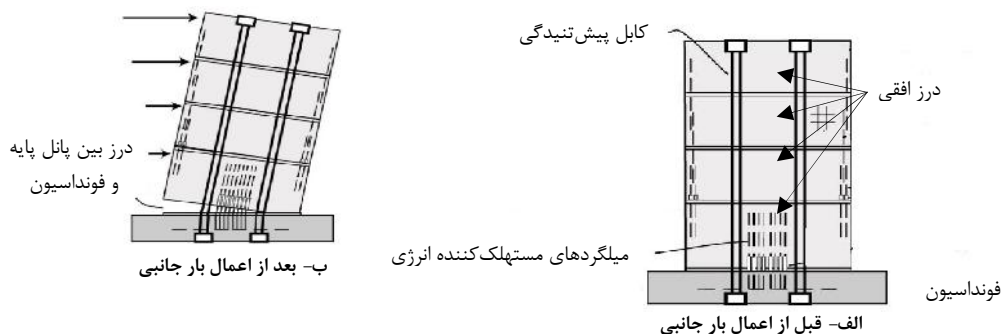 کابل پیش‌تنیدگی
درز افقی
میلگردهای مستهلک‌کننده انرژی
فونداسیون
الف- قبل از اعمال بار جانبی
درز بین پانل پایه
و فونداسیون
ب- بعد از اعمال بار جانبی